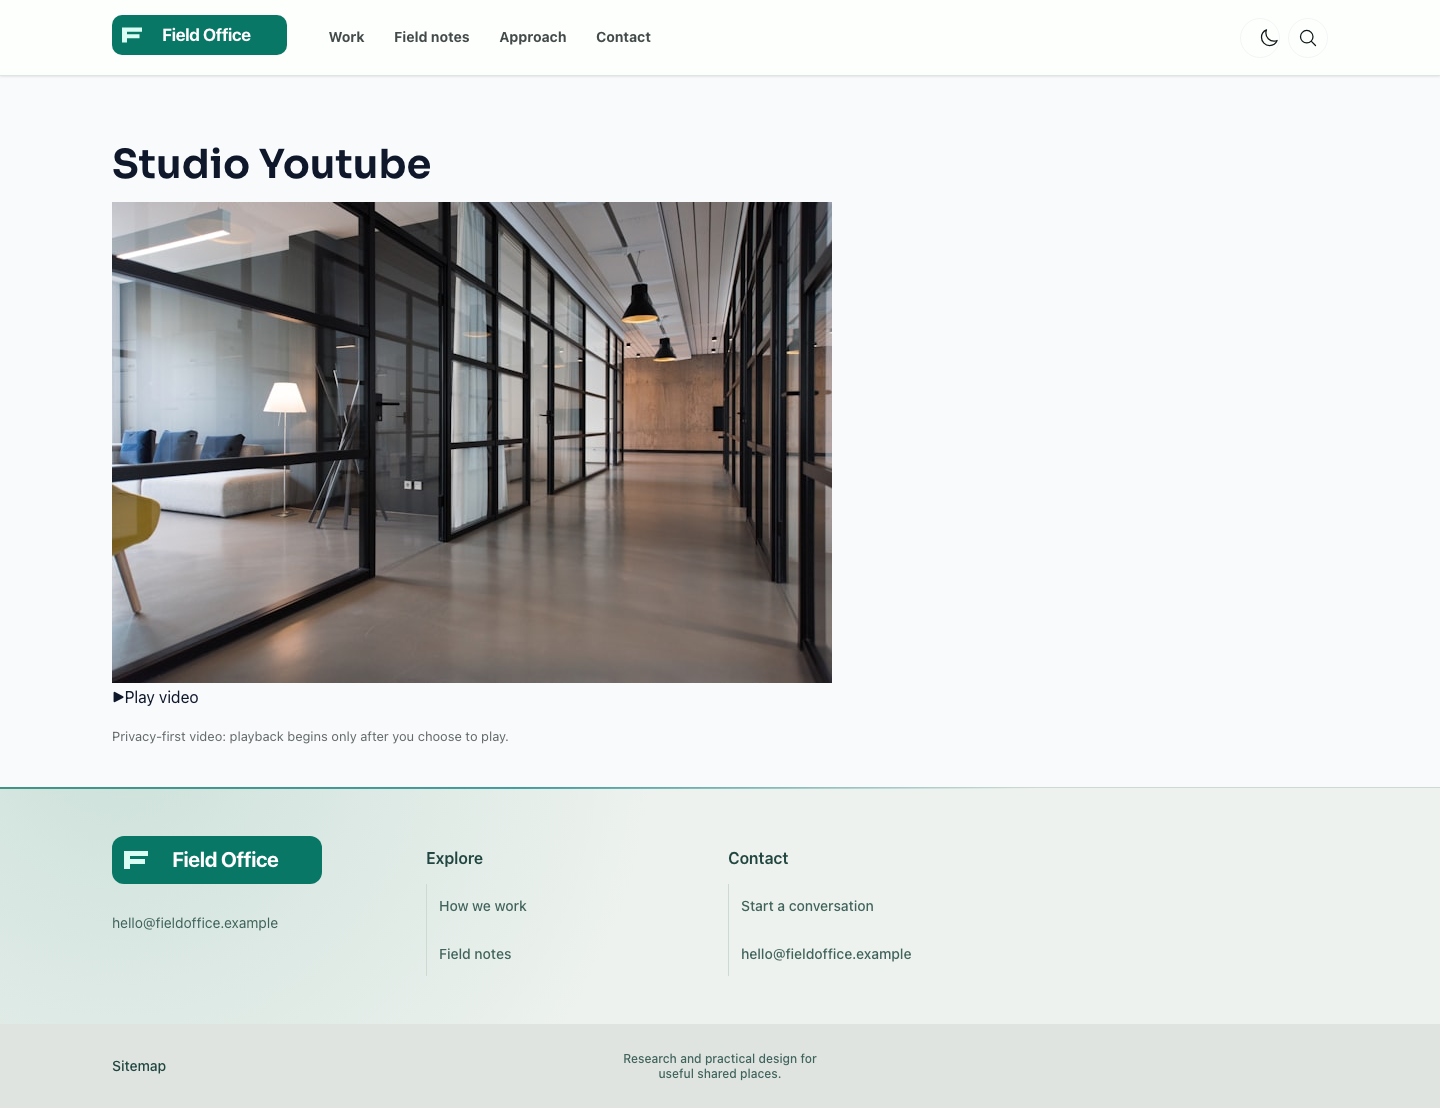 Field Office
Work
Field notes
Approach
Contact
Studio Youtube
Play video
Privacy-first video: playback begins only after you choose to play.
Field Office
hello@fieldoffice.example
Explore
How we work
Field notes
Contact
Start a conversation
hello@fieldoffice.example
Sitemap
Research and practical design for
useful shared places.